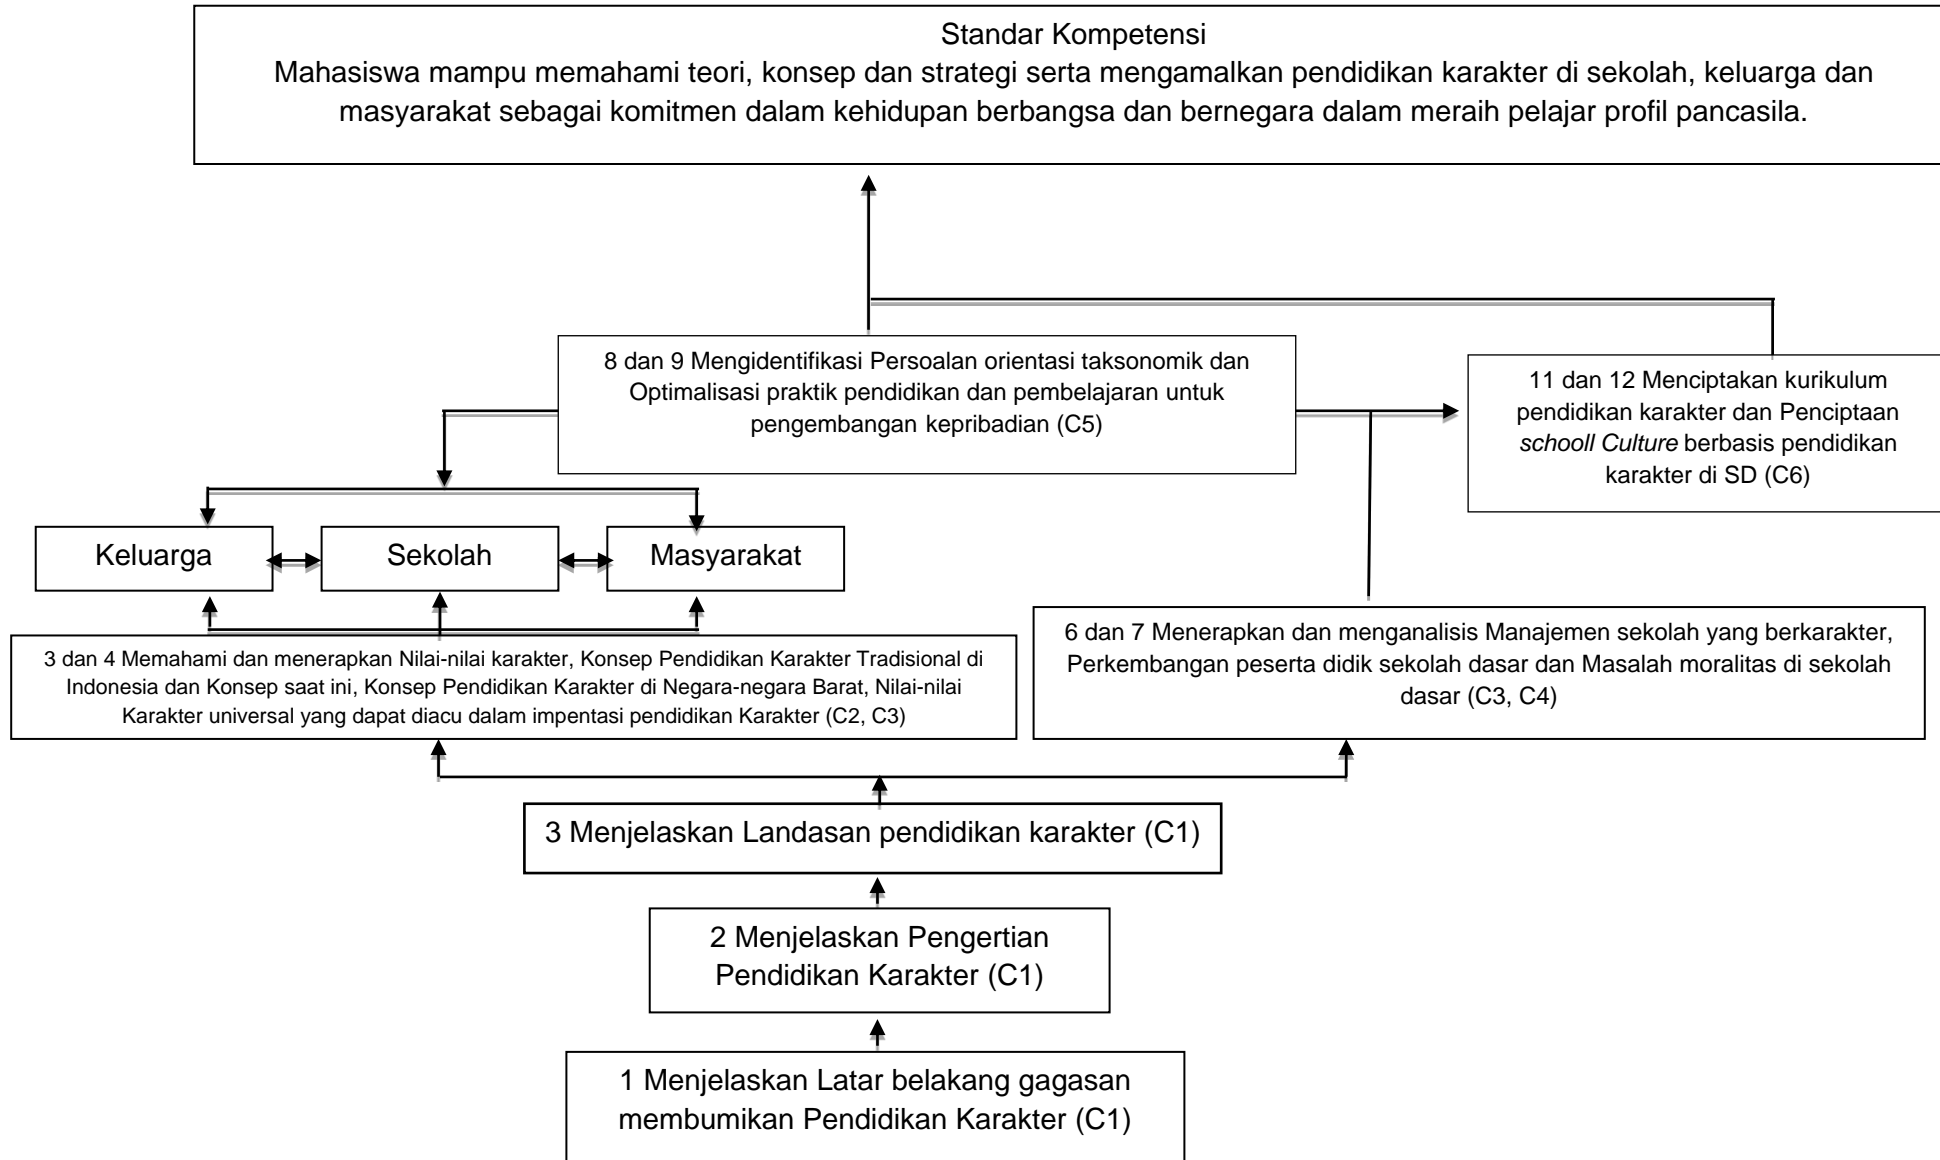 Standar Kompetensi
Mahasiswa mampu memahami teori, konsep dan strategi serta mengamalkan pendidikan karakter di sekolah, keluarga dan
masyarakat sebagai komitmen dalam kehidupan berbangsa dan bernegara dalam meraih pelajar profil pancasila.
8 dan 9 Mengidentifikasi Persoalan orientasi taksonomik dan
Optimalisasi praktik pendidikan dan pembelajaran untuk
pengembangan kepribadian (C5)
11 dan 12 Menciptakan kurikulum
pendidikan karakter dan Penciptaan
schooll Culture berbasis pendidikan
karakter di SD (C6)
Keluarga
Sekolah
Masyarakat
3 dan 4 Memahami dan menerapkan Nilai-nilai karakter, Konsep Pendidikan Karakter Tradisional di
Indonesia dan Konsep saat ini, Konsep Pendidikan Karakter di Negara-negara Barat, Nilai-nilai
Karakter universal yang dapat diacu dalam impentasi pendidikan Karakter (C2, C3)
6 dan 7 Menerapkan dan menganalisis Manajemen sekolah yang berkarakter,
Perkembangan peserta didik sekolah dasar dan Masalah moralitas di sekolah
dasar (C3, C4)
3 Menjelaskan Landasan pendidikan karakter (C1)
2 Menjelaskan Pengertian
Pendidikan Karakter (C1)
1 Menjelaskan Latar belakang gagasan
membumikan Pendidikan Karakter (C1)